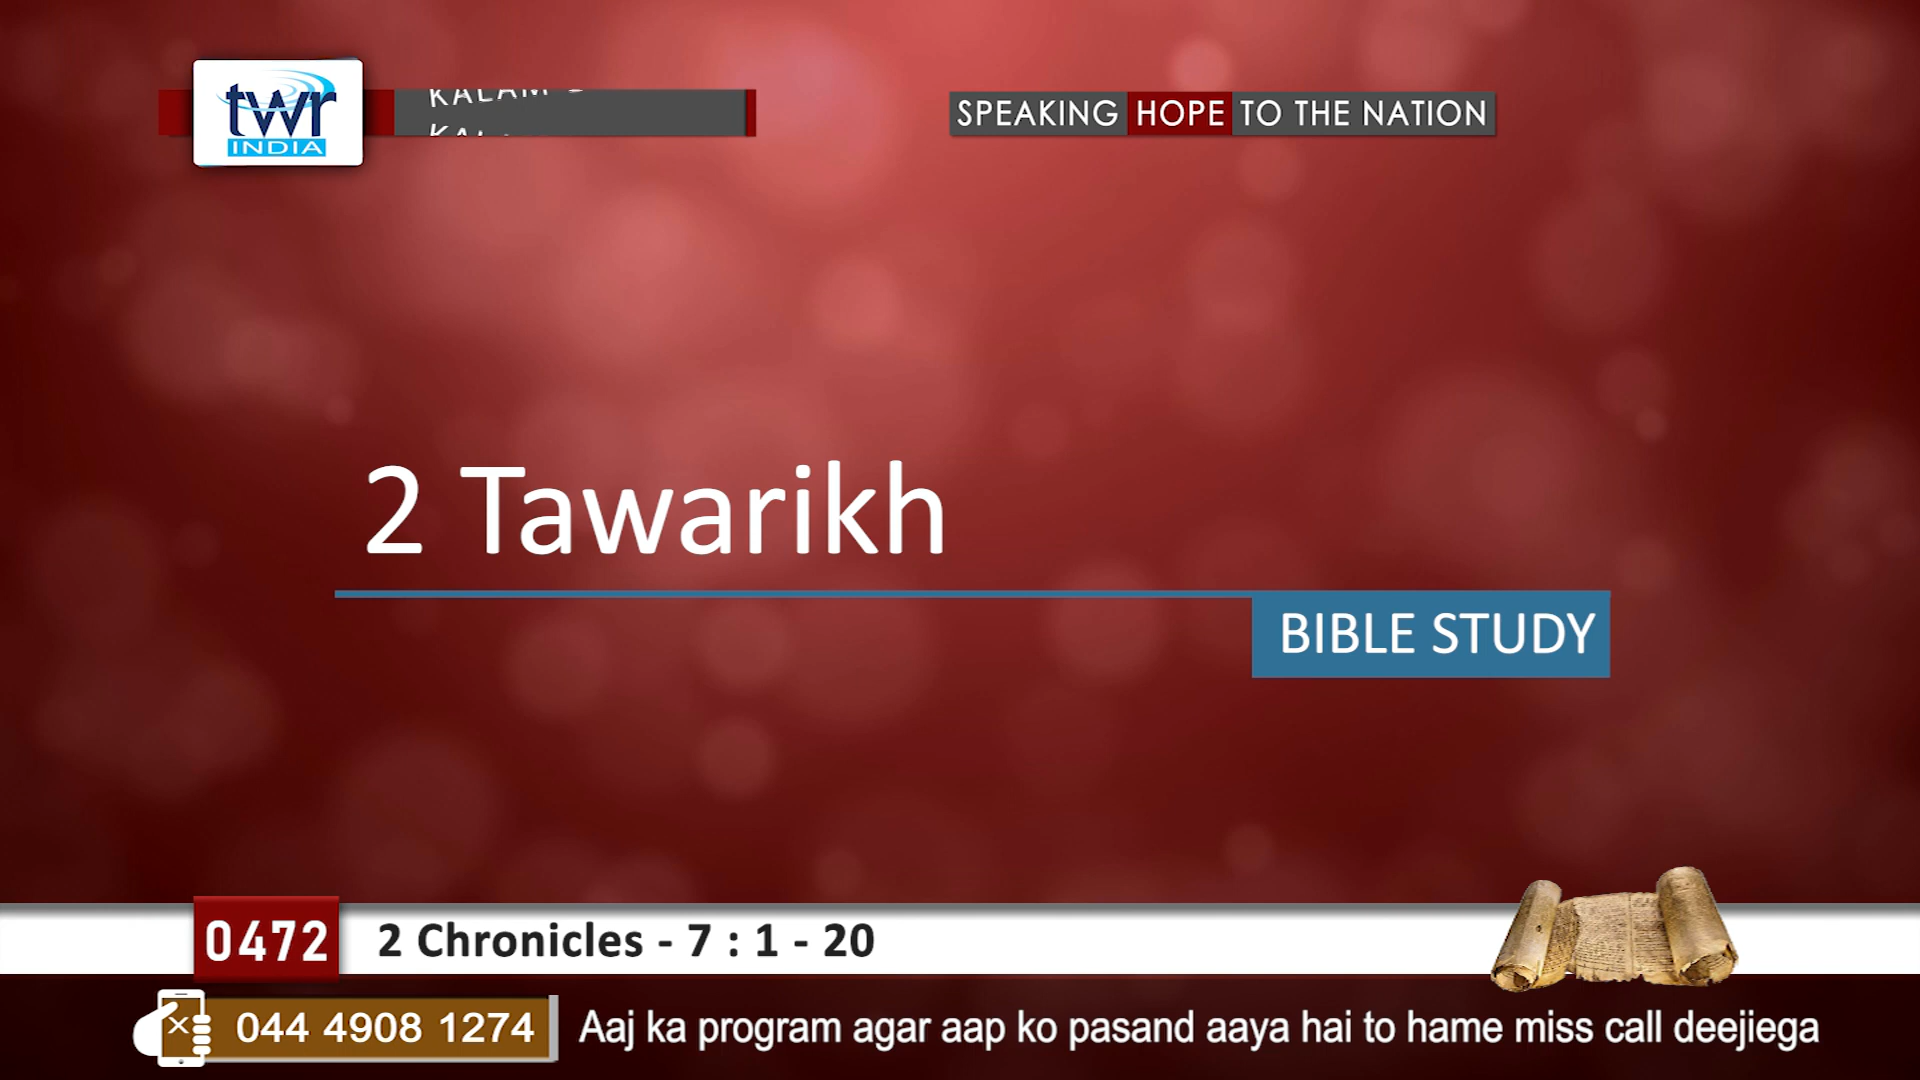 twr
INDIA
SPEAKING HOPE TO THE NATION
2 Tawarikh
BIBLE STUDY
0472
2 Chronicles - 7 : 1 - 20
044 4908 1274
Aaj ka program agar aap ko pasand aaya hai to hame miss call deejiega